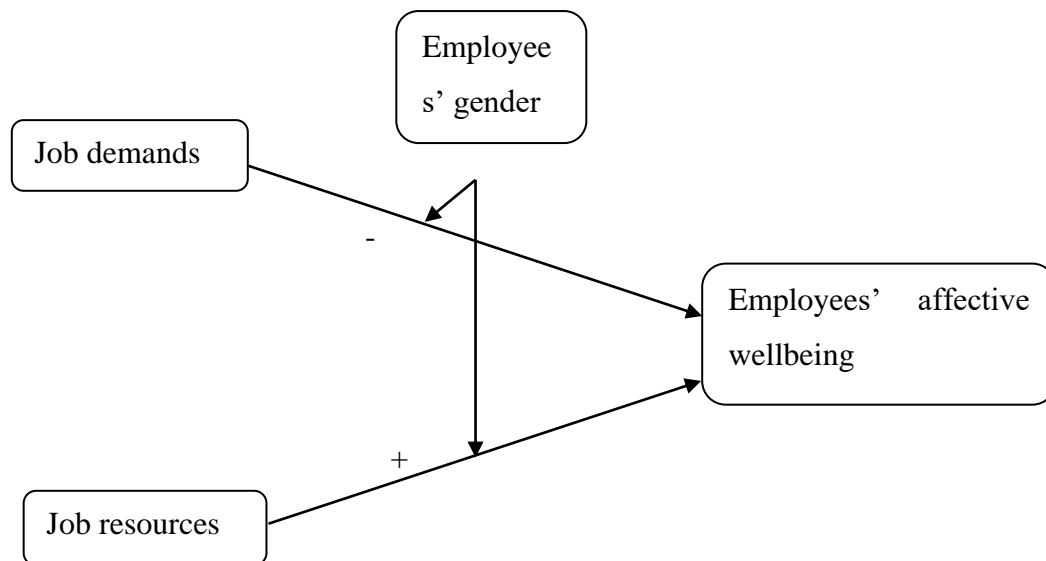 Employee
s’ gender
Job demands
-
Employees’ affective
wellbeing
+
Job resources